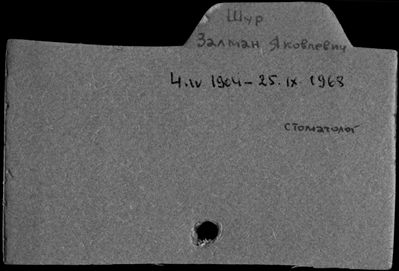 Шур
Залман Яковлевич
4.IV 1904 – 25.IX 1968
стоматолог